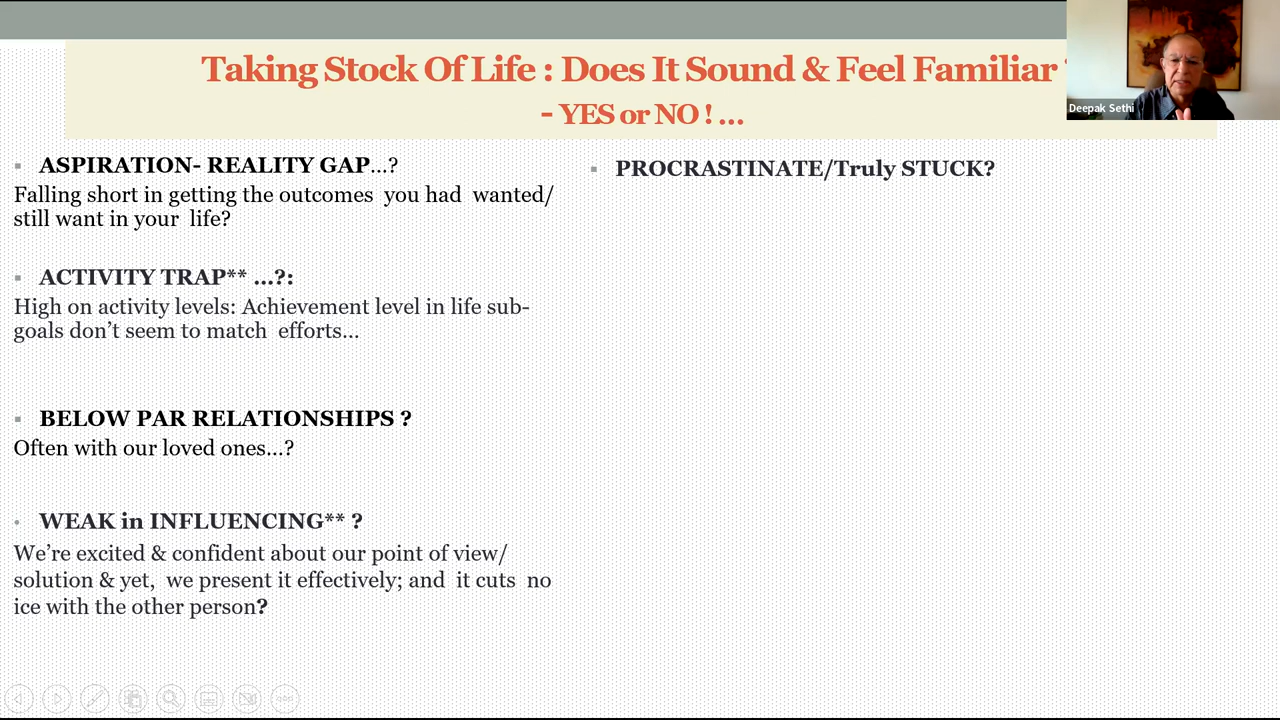 Taking Stock Of Life : Does It Sound & Feel Familiar
- YES or NO ! ...
Deepak Sethi
ASPIRATION- REALITY GAP...?
Falling short in getting the outcomes you had wanted/
still want in your life?
ACTIVITY TRAP** ...?:
High on activity levels: Achievement level in life sub-
goals don’t seem to match efforts...
BELOW PAR RELATIONSHIPS ?
Often with our loved ones...?
WEAK in INFLUENCING** ?
We’re excited & confident about our point of view/
solution & yet, we present it effectively; and it cuts no
ice with the other person?
PROCRASTINATE/Truly STUCK?